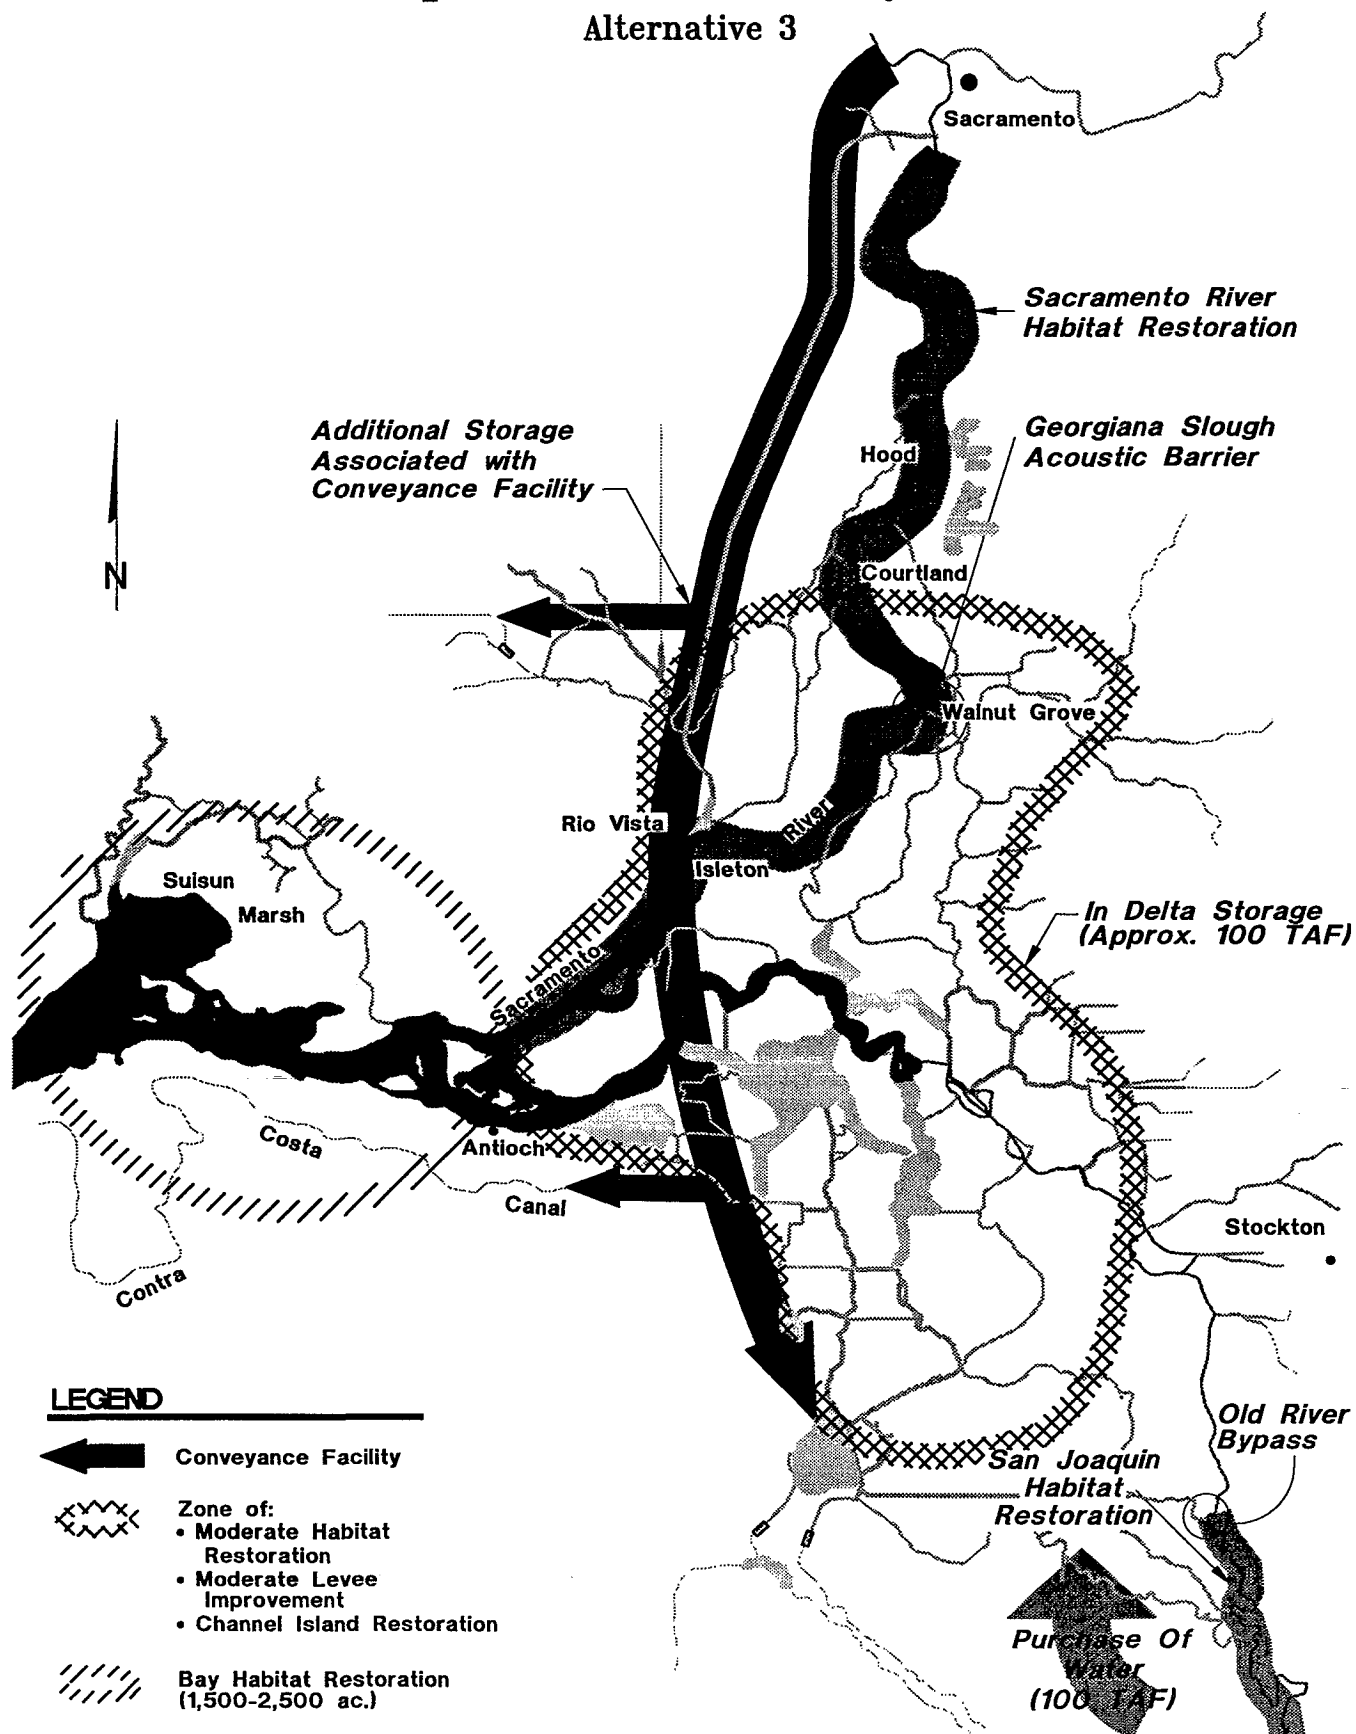 Alternative 3
Sacramento
Sacramento River
Habitat Restoration
Additional Storage
Associated with
Conveyance Facility
Georgiana Slough
Acoustic Barrier
Hood
N
Courtland
Walnut Grove
Rio Vista
River
Isleton
Suisun
Marsh
In Delta Storage
(Approx. 100 TAF)
Sacramento
Costa
Antioch
Canal
Stockton
Contra
LEGEND
Conveyance Facility
Zone of:
• Moderate Habitat
Restoration
• Moderate Levee
Improvement
• Channel Island Restoration
Bay Habitat Restoration
(1,500-2,500 ac.)
Old River
Bypass
San Joaquin
Habitat
Restoration
Purchase Of
Water
(100 TAF)